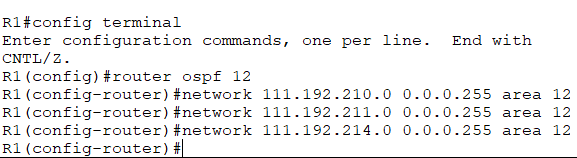 R1#config terminal
Enter configuration commands, one per line.  End with
CNTL/Z.
R1(config)#router ospf 12
R1(config-router)#network 111.192.210.0 0.0.0.255 area 12
R1(config-router)#network 111.192.211.0 0.0.0.255 area 12
R1(config-router)#network 111.192.214.0 0.0.0.255 area 12
R1(config-router)#